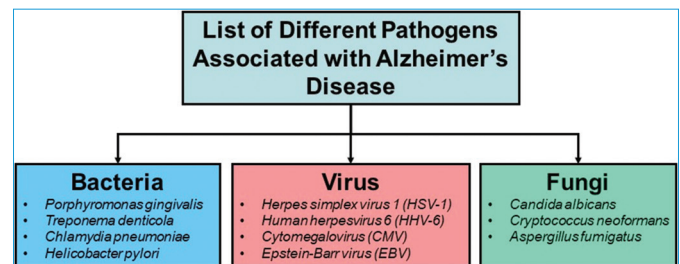 List of Different Pathogens
Associated with Alzheimer's
Disease
Bacteria
• Porphyromonas gingivalis
• Treponema denticola
• Chlamydia pneumoniae
• Helicobacter pylori
Virus
• Herpes simplex virus 1 (HSV-1)
• Human herpesvirus 6 (HHV-6)
• Cytomegalovirus (CMV)
• Epstein-Barr virus (EBV)
Fungi
• Candida albicans
• Cryptococcus neoformans
• Aspergillus fumigatus